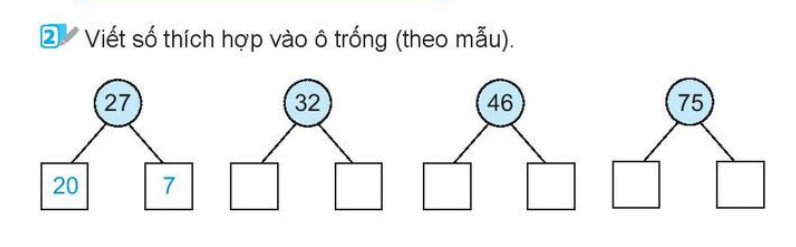 2 Viết số thích hợp vào ô trống (theo mẫu).
27 32 46 75
20 7